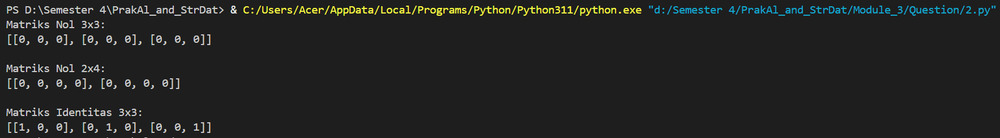 PS D:\Semester 4\PrakAl_and_StrDat> & C:/Users/Acer/AppData/Local/Programs/Python/Python311/python.exe "d:/Semester 4/PrakAl_and_StrDat/Module_3/Question/2.py"
Matriks Nol 3x3:
[[0, 0, 0], [0, 0, 0], [0, 0, 0]]
Matriks Nol 2x4:
[[0, 0, 0, 0], [0, 0, 0, 0]]
Matriks Identitas 3x3:
[[1, 0, 0], [0, 1, 0], [0, 0, 1]]